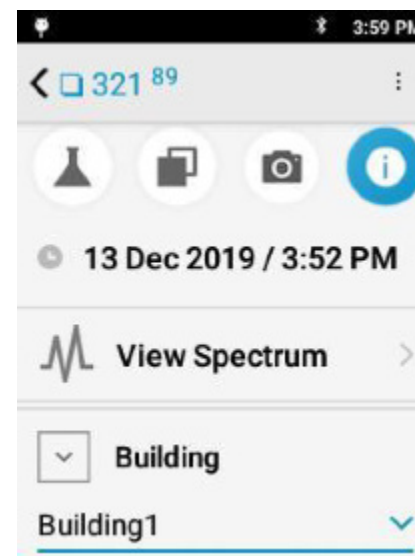 3:59 PM
321 89
13 Dec 2019 / 3:52 PM
View Spectrum
Building
Building1